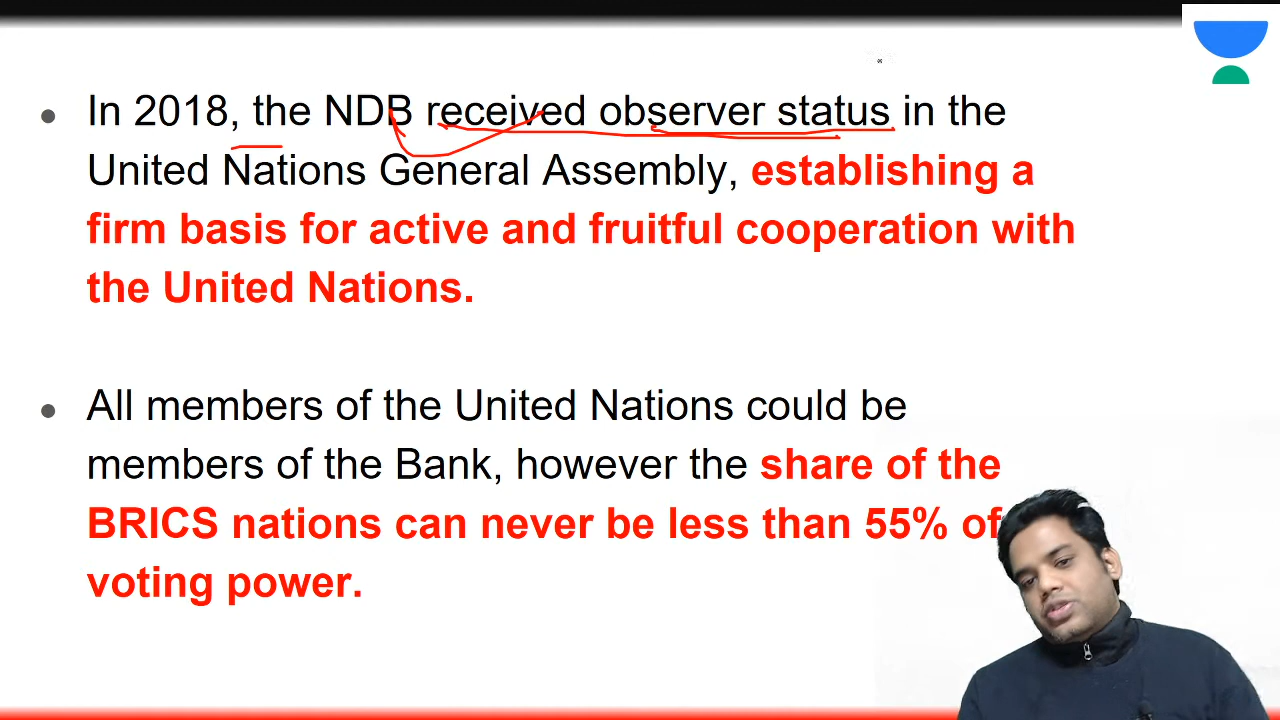 In 2018, the NDB received observer status in the
United Nations General Assembly, establishing a
firm basis for active and fruitful cooperation with
the United Nations.
All members of the United Nations could be
members of the Bank, however the share of the
BRICS nations can never be less than 55% of
voting power.